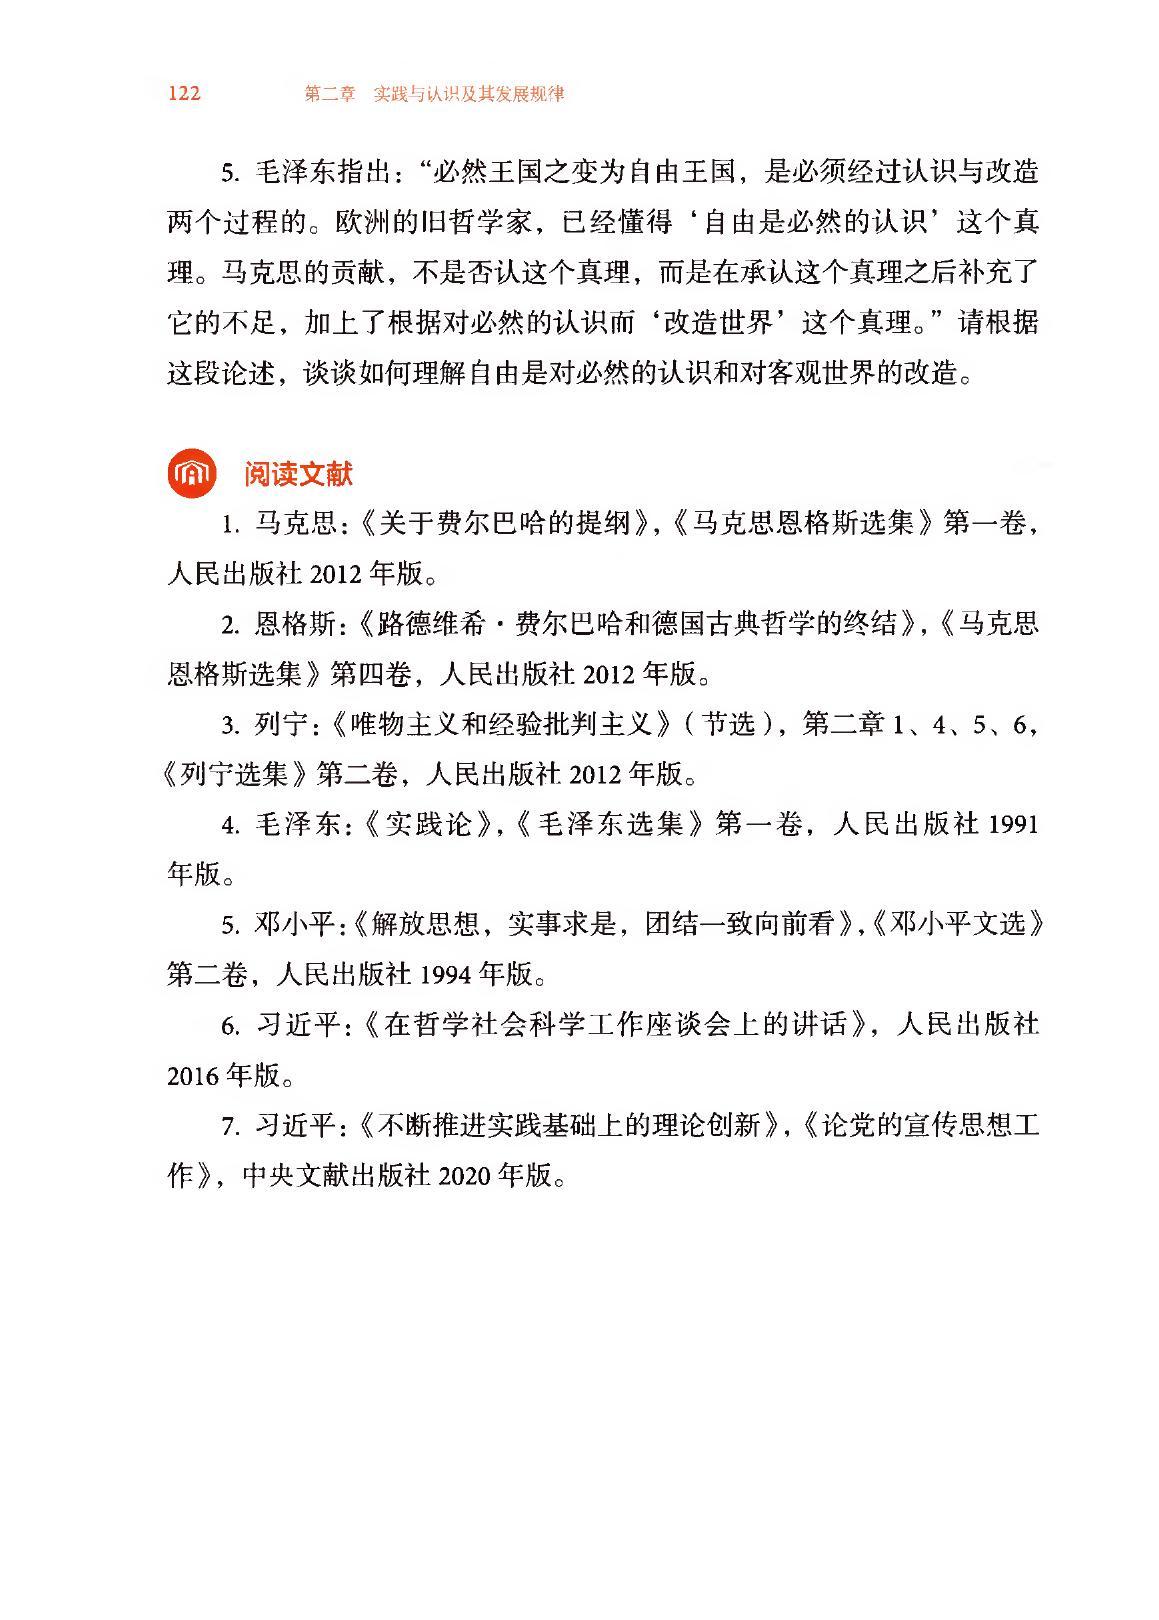 122 第二章 实践与认识及其发展规律
5. 毛泽东指出：“必然王国之变为自由王国，是必须经过认识与改造
两个过程的。欧洲的旧哲学家，已经懂得‘自由是必然的认识’这个真
理。马克思的贡献，不是否认这个真理，而是在承认这个真理之后补充了
它的不足，加上了根据对必然的认识而‘改造世界’这个真理。”请根据
这段论述，谈谈如何理解自由是对必然的认识和对客观世界的改造。
阅读文献
1. 马克思：《关于费尔巴哈的提纲》，《马克思恩格斯选集》第一卷，
人民出版社 2012 年版。
2. 恩格斯：《路德维希·费尔巴哈和德国古典哲学的终结》，《马克思
恩格斯选集》第四卷，人民出版社 2012 年版。
3. 列宁：《唯物主义和经验批判主义》（节选），第二章 1、4、5、6，
《列宁选集》第二卷，人民出版社 2012 年版。
4. 毛泽东：《实践论》，《毛泽东选集》第一卷，人民出版社 1991
年版。
5. 邓小平：《解放思想，实事求是，团结一致向前看》，《邓小平文选》
第二卷，人民出版社 1994 年版。
6. 习近平：《在哲学社会科学工作座谈会上的讲话》，人民出版社
2016 年版。
7. 习近平：《不断推进实践基础上的理论创新》，《论党的宣传思想工
作》，中央文献出版社 2020 年版。